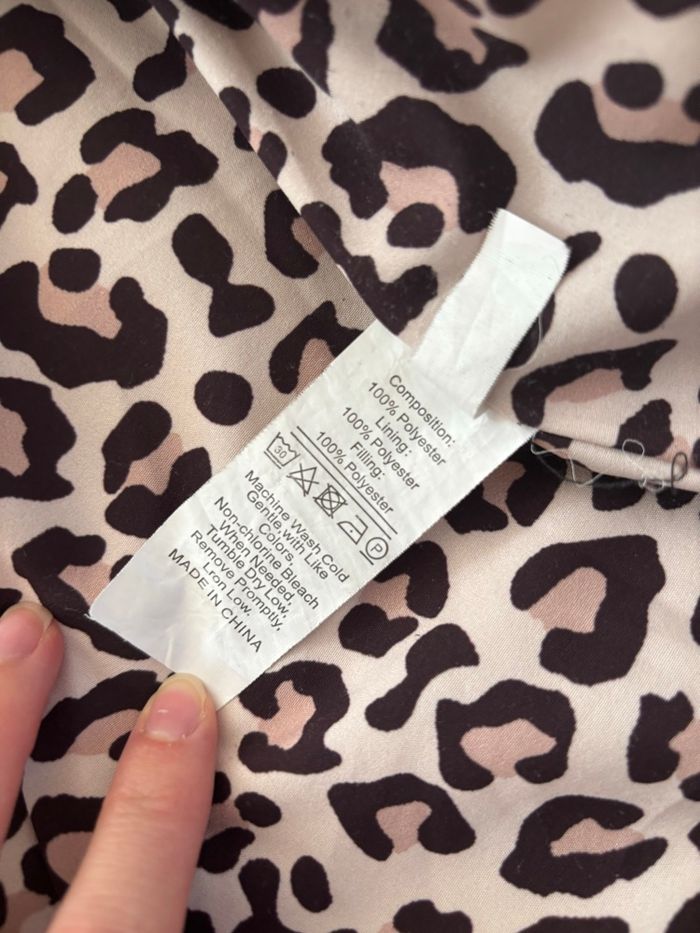 Composition:
100% Polyester
Lining:
100% Polyester
Filling:
100% Polyester
30 P
Machine Wash Cold
Gentle,with Like
Colors,
Non-chlorine Bleach
When Needed,
Tumble Dry Low,
Remove Promptly,
Lron Low.
MADE IN CHINA